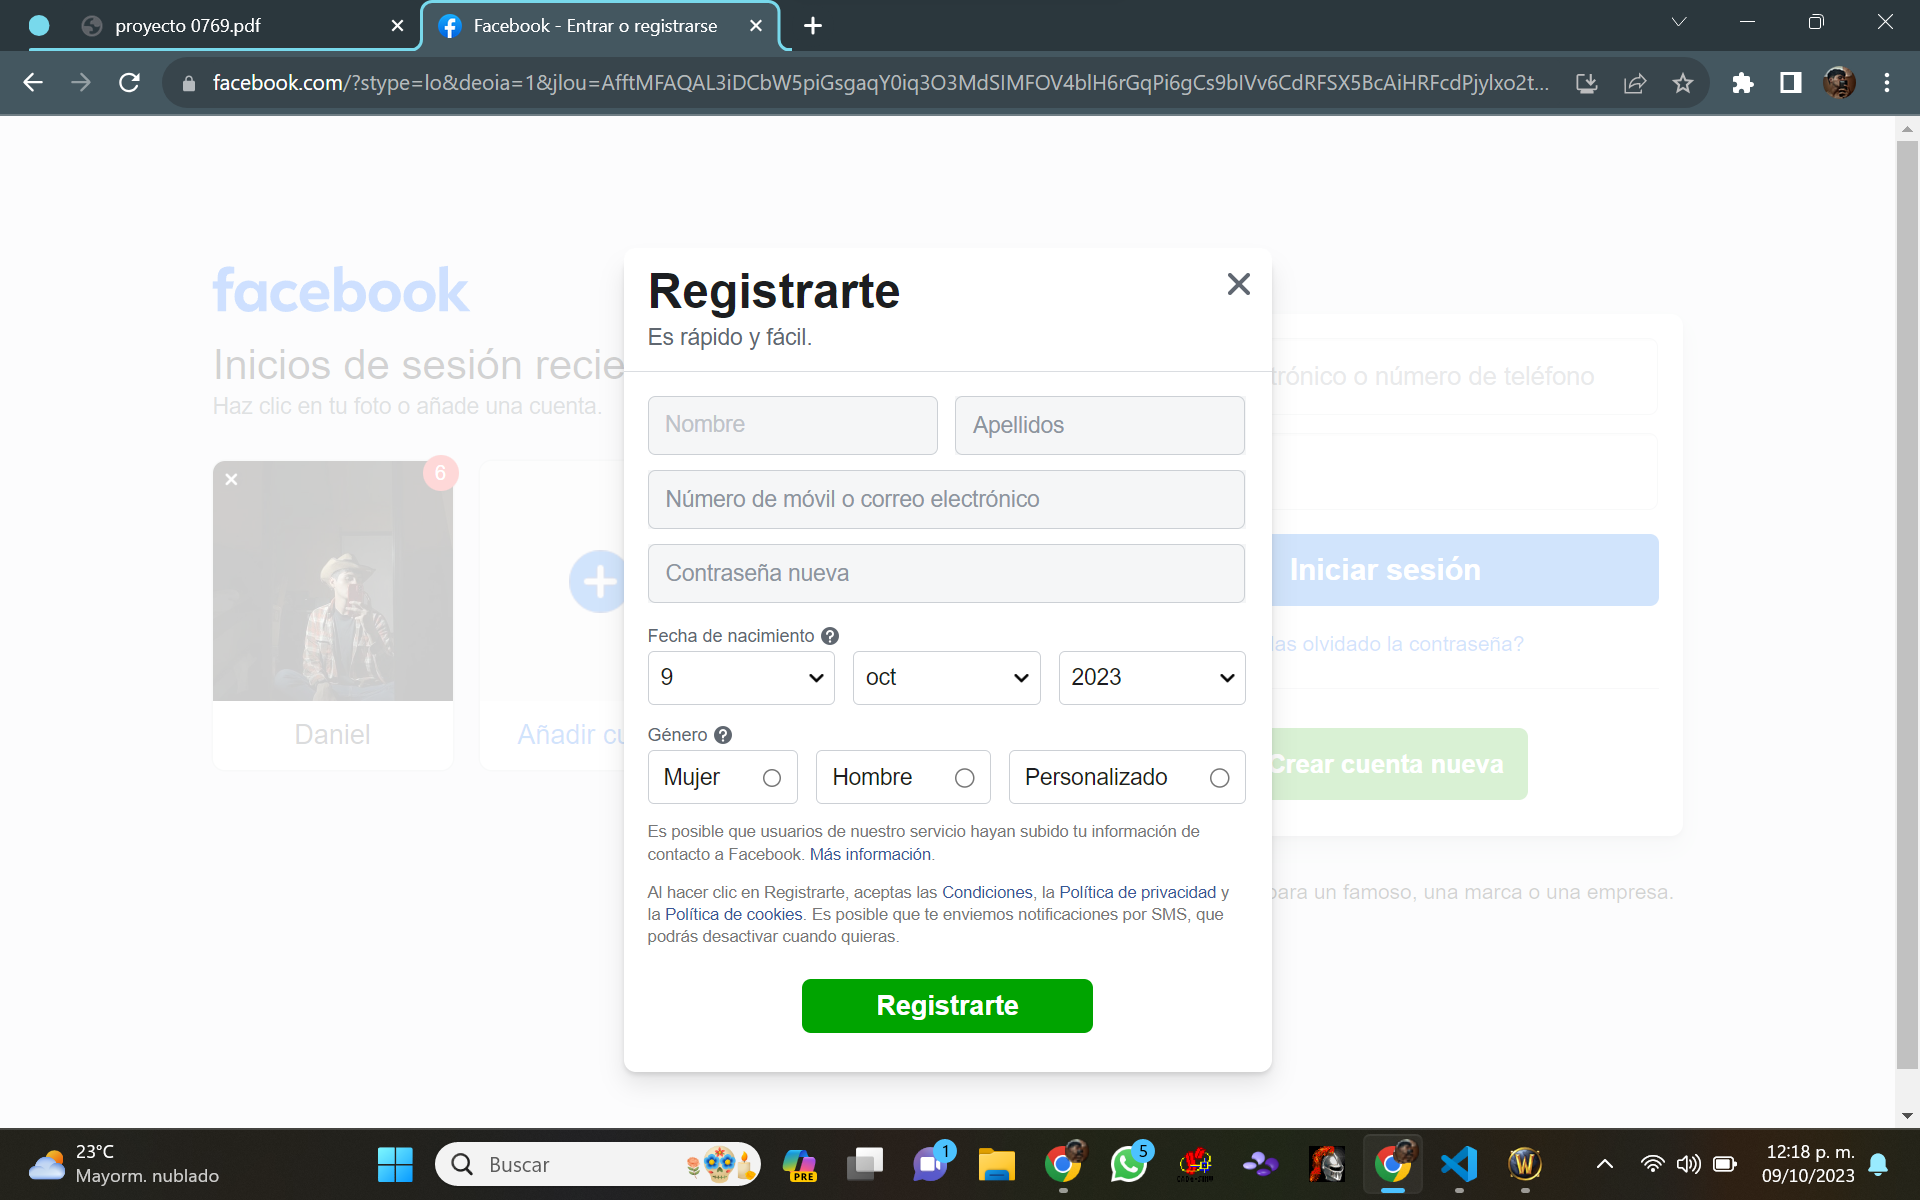 proyecto 0769.pdf
Facebook - Entrar o registrarse
facebook.com/?stype=lo&deoia=1&jlou=AfftMFAQAL3iDCbW5piGsgaqY0iq3O3MdSIMFOV4blH6rGqPi6gCs9bIVv6CdRFSX5BcAiHRFcdPjylxo2t...
facebook
Inicios de sesión recie
Haz clic en tu foto o añade una cuenta.
6
Daniel
Añadir cu
Registrarte
Es rápido y fácil.
Nombre
Apellidos
Número de móvil o correo electrónico
Contraseña nueva
Fecha de nacimiento ?
9
oct
2023
Género ?
Mujer
Hombre
Personalizado
Es posible que usuarios de nuestro servicio hayan subido tu información de
contacto a Facebook. Más información.
Al hacer clic en Registrarte, aceptas las Condiciones, la Política de privacidad y
la Política de cookies. Es posible que te enviemos notificaciones por SMS, que
podrás desactivar cuando quieras.
Registrarte
trónico o número de teléfono
Iniciar sesión
las olvidado la contraseña?
Crear cuenta nueva
para un famoso, una marca o una empresa.
23°C
Mayorm. nublado
Buscar
PRE
1
5
12:18 p. m.
09/10/2023